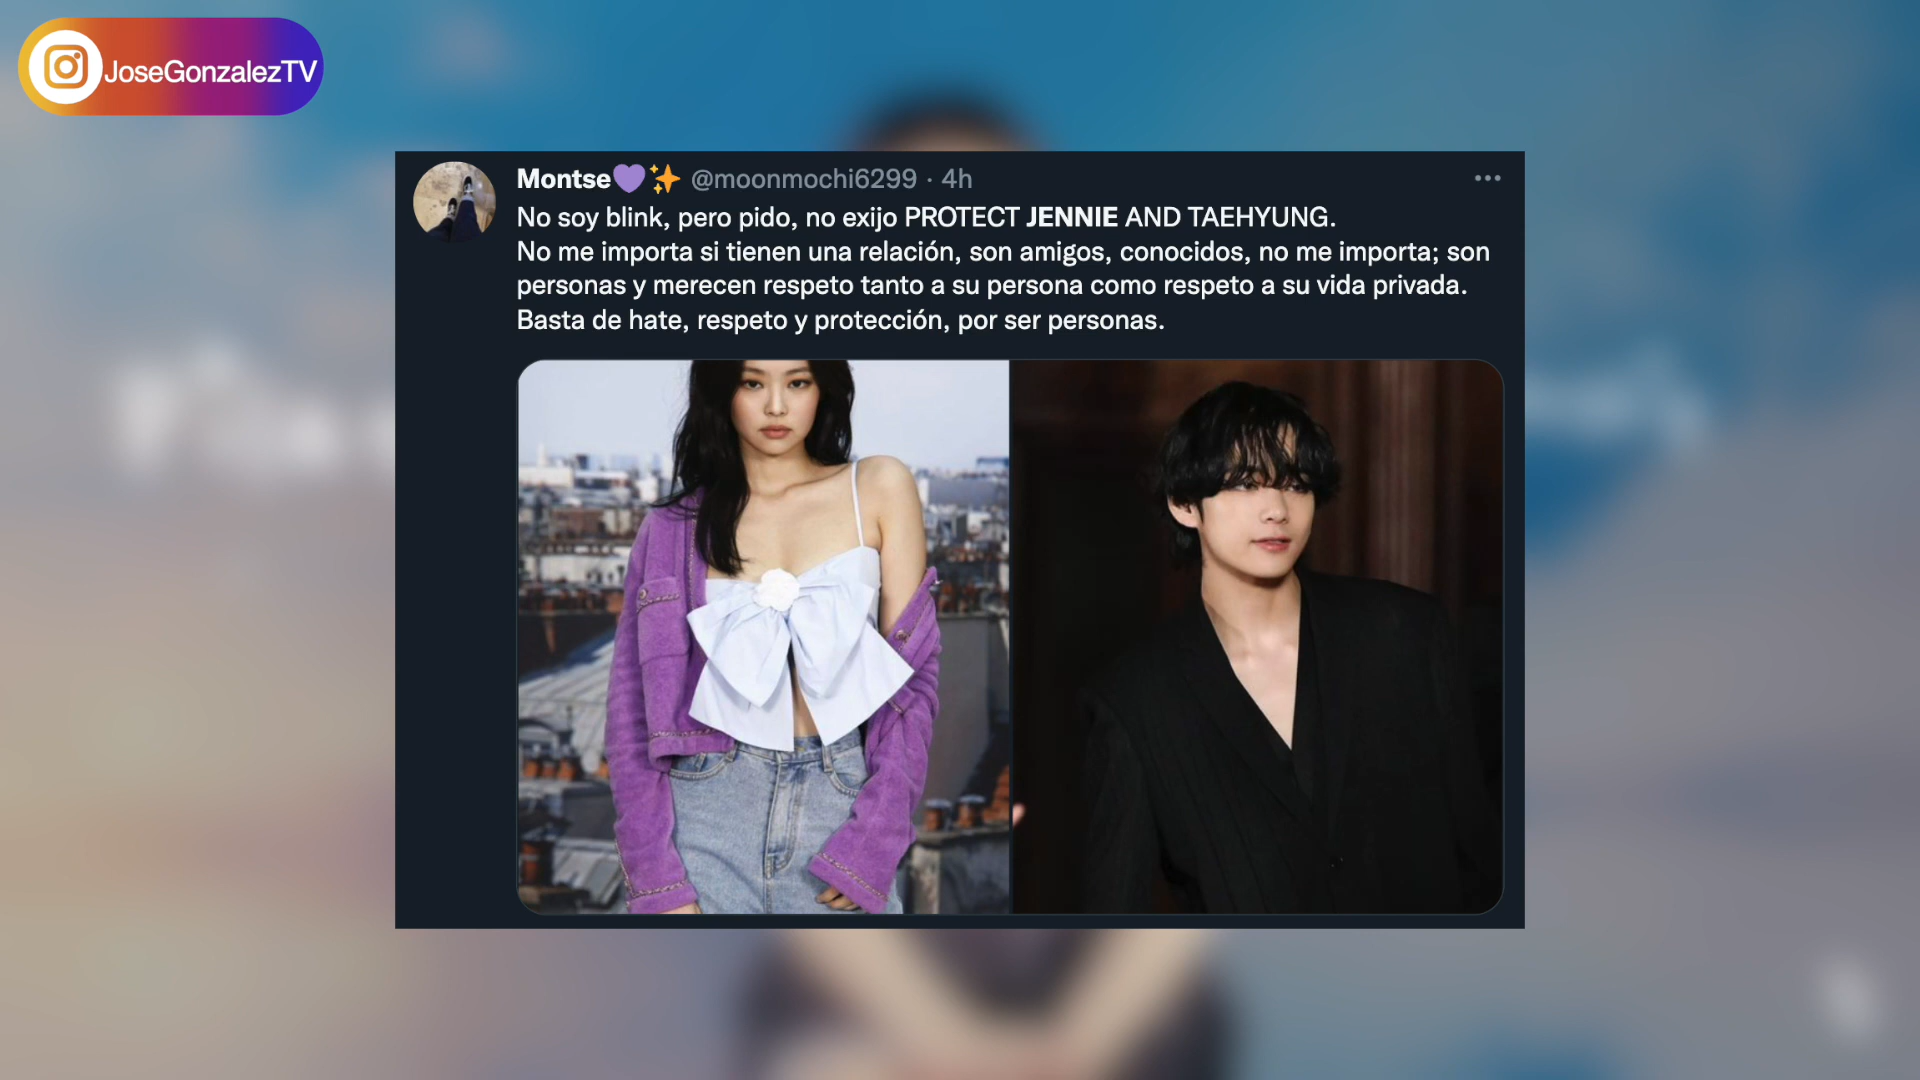 JoseGonzalezTV
Montse💜✨ @moonmochi6299 · 4h
No soy blink, pero pido, no exijo PROTECT JENNIE AND TAEHYUNG.
No me importa si tienen una relación, son amigos, conocidos, no me importa; son
personas y merecen respeto tanto a su persona como respeto a su vida privada.
Basta de hate, respeto y protección, por ser personas.